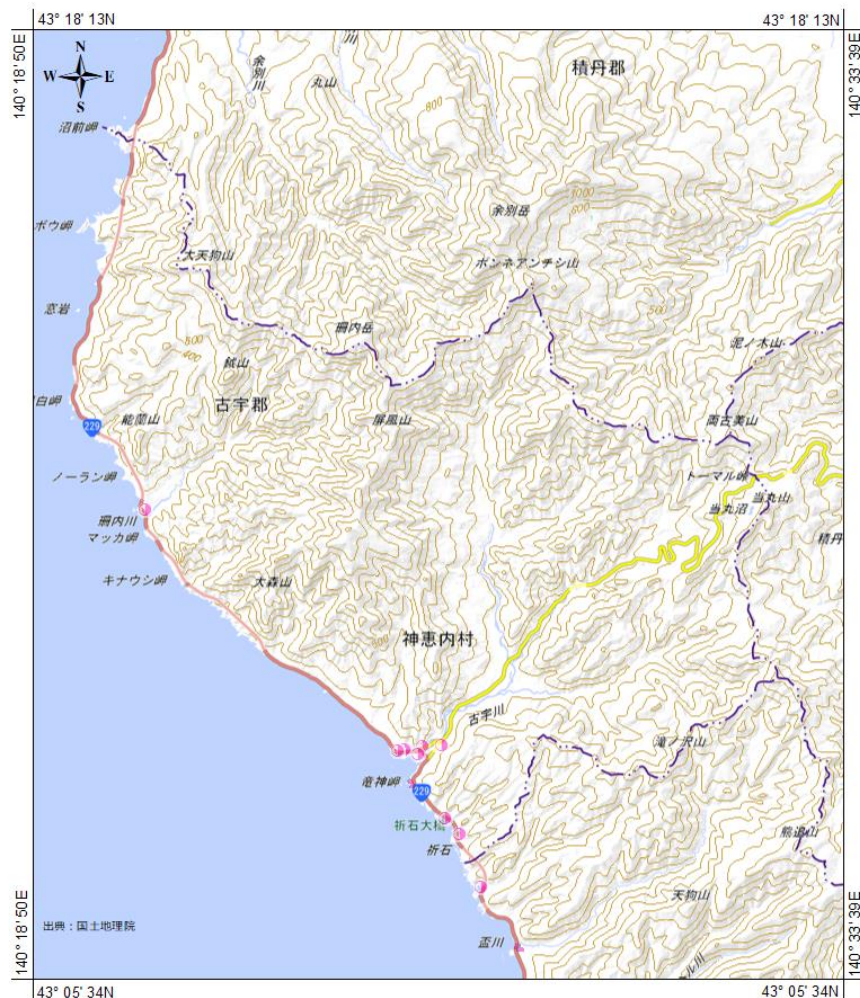 43° 18' 13N
43° 18' 13N
140° 18' 50E
140° 33' 39E
N
W
E
S
余別川
川
丸山
積丹郡
800
沼前岬
1000
600
余別岳
ボウ岬
大天狗山
ポンネアンチシ山
窓岩
500
珊内岳
泥ノ木山
400
鉞山
古宇郡
能蘭山
屏風山
両古美山
229
ノーラン岬
トーマル峠
当丸山
当丸沼
珊内川
マッカ岬
積丹
キナウシ岬
大森山
神恵内村
古宇川
滝ノ沢山
竜神岬
229
祈石大橋
祈石
熊追山
天狗山
出典:国土地理院
盃川
ル川
140° 18' 50E
140° 33' 39E
43° 05' 34N
43° 05' 34N